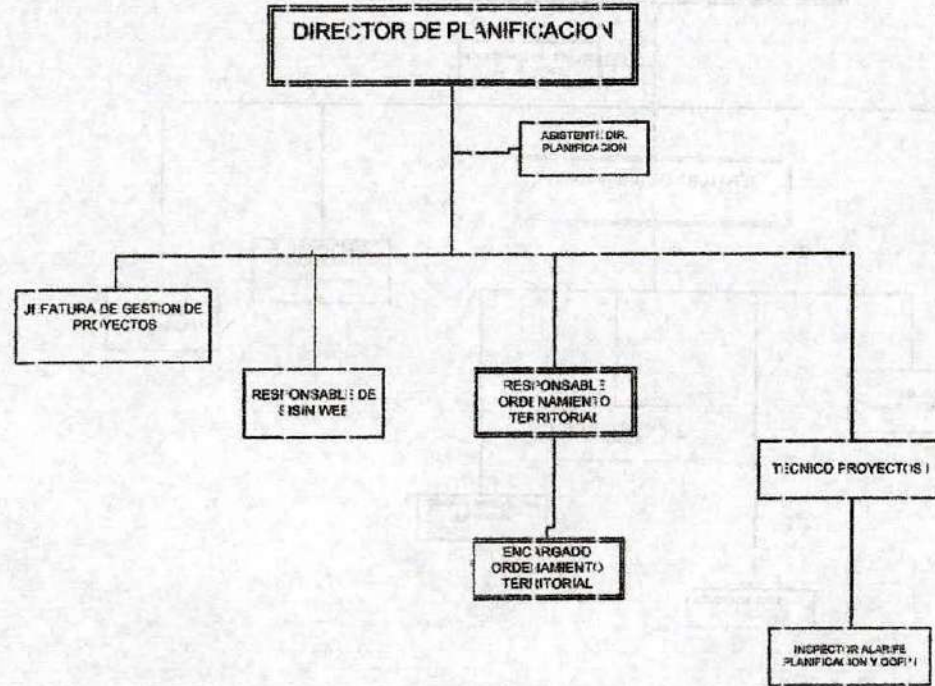 DIRECTOR DE PLANIFICACION
ASISTENTE DIR.
PLANIFICACION
JEFATURA DE GESTION DE
PROYECTOS
RESPONSABLE DE
SISIN WEB
RESPONSABLE
ORDENAMIENTO
TERRITORIAL
TECNICO PROYECTOS I
ENCARGADO
ORDENAMIENTO
TERRITORIAL
INSPECTOR ALARIFE
PLANIFICACION Y